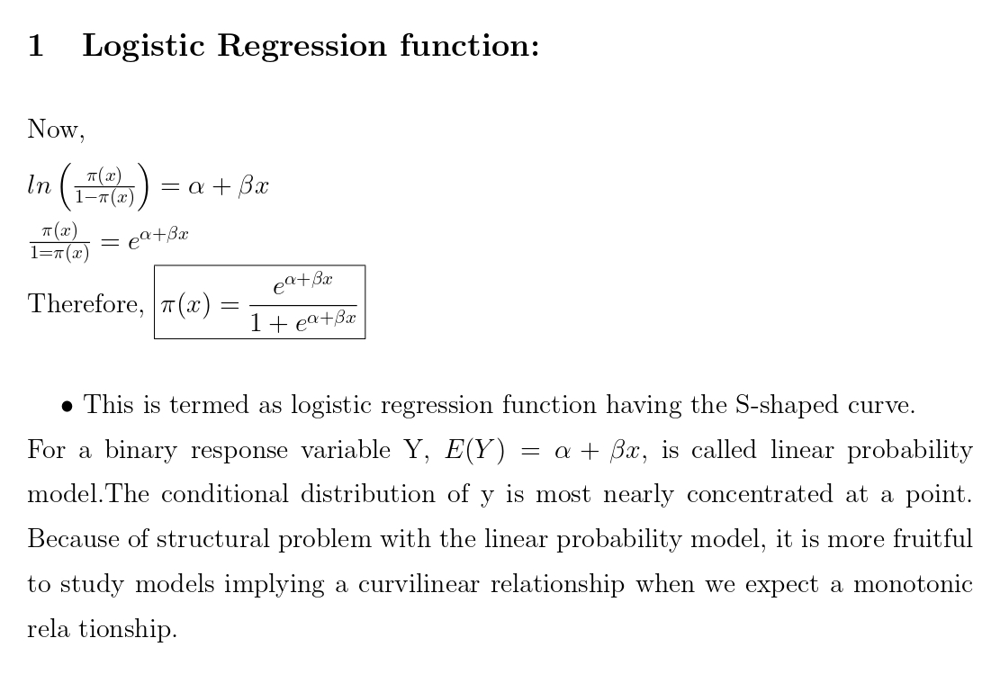 1 Logistic Regression function:
Now,
$ln\left(\frac{\pi(x)}{1-\pi(x)}\right) = \alpha + \beta x$
$\frac{\pi(x)}{1=\pi(x)} = e^{\alpha+\beta x}$
Therefore, $\boxed{\pi(x) = \frac{e^{\alpha+\beta x}}{1 + e^{\alpha+\beta x}}}$
• This is termed as logistic regression function having the S-shaped curve.
For a binary response variable Y, $E(Y) = \alpha + \beta x$, is called linear probability
model.The conditional distribution of y is most nearly concentrated at a point.
Because of structural problem with the linear probability model, it is more fruitful
to study models implying a curvilinear relationship when we expect a monotonic
rela tionship.